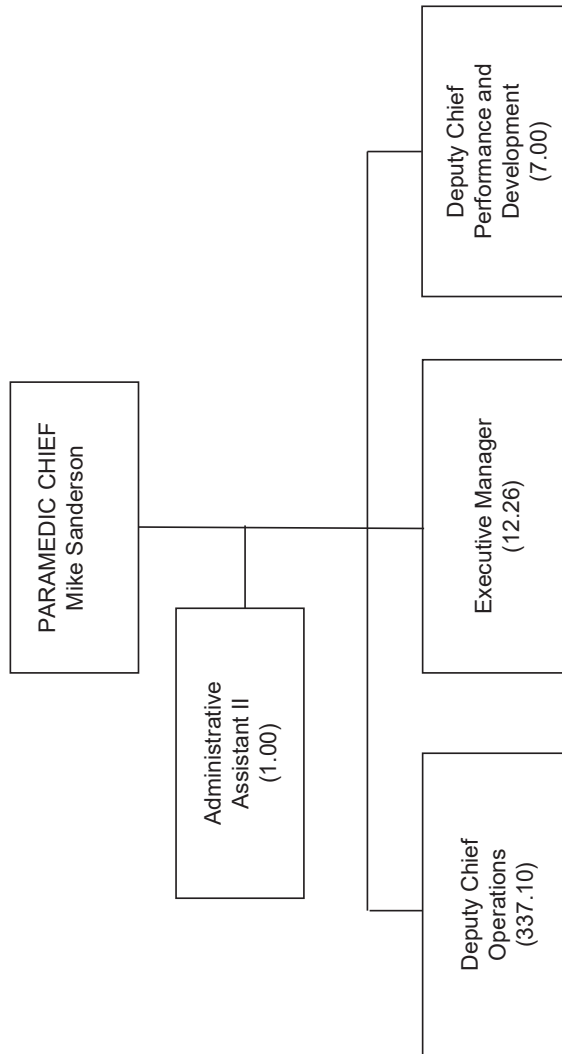 PARAMEDIC CHIEF
Mike Sanderson
Administrative
Assistant II
(1.00)
Deputy Chief
Operations
(337.10)
Executive Manager
(12.26)
Deputy Chief
Performance and
Development
(7.00)